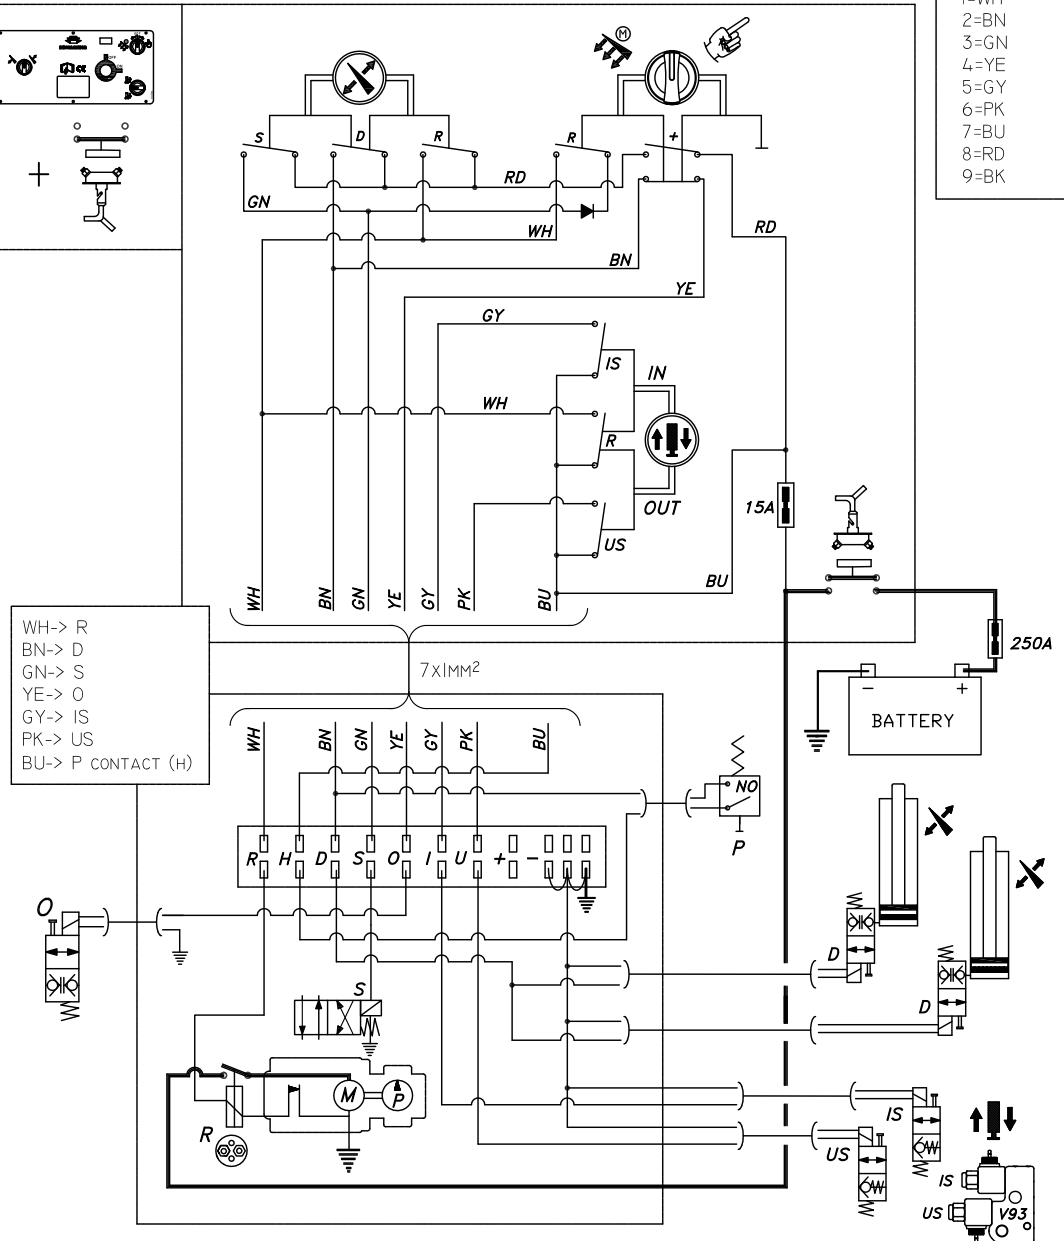 1=WH
2=BN
3=GN
4=YE
5=GY
6=PK
7=BU
8=RD
9=BK
M
S D R R +
RD
GN
WH
RD
BN
YE
GY
IS
IN
WH
R
OUT
15A
US
BU
WH BN GN YE GY PK BU
250A
WH-> R
BN-> D
GN-> S
YE-> O
GY-> IS
PK-> US
BU-> P CONTACT (H)
7x1MM²
- +
BATTERY
WH BN GN YE GY PK BU
NO
P
R H D S O I U + -
O
D
S
D
M P
R
IS
US
IS
US
V93